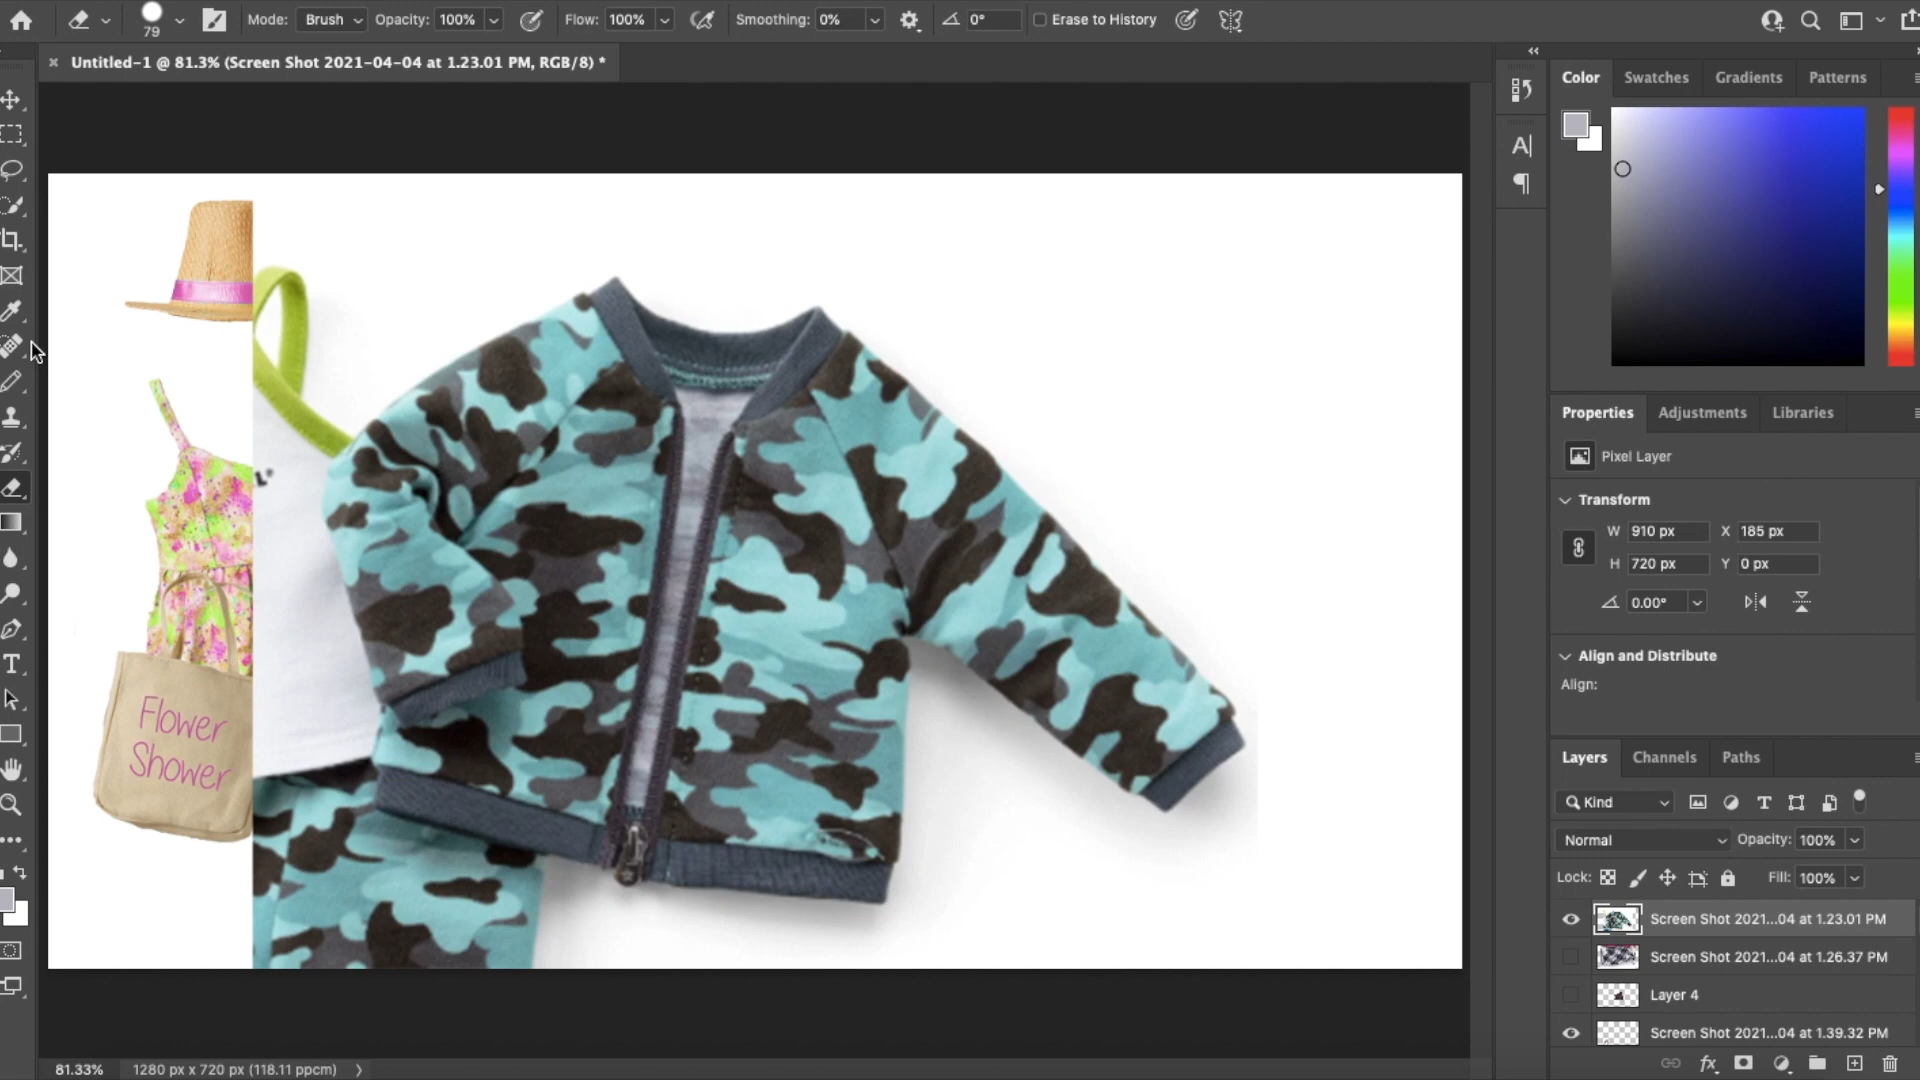 79
Mode:
Brush
Opacity:
100%
Flow:
100%
Smoothing:
0%
0°
Erase to History
Untitled-1 @ 81.3% (Screen Shot 2021-04-04 at 1.23.01 PM, RGB/8) *
Color
Swatches
Gradients
Patterns
Flower
Shower
Properties
Adjustments
Libraries
Pixel Layer
Transform
W 910 px X 185 px
H 720 px Y 0 px
0.00°
Align and Distribute
Align:
Layers
Channels
Paths
Kind
Normal
Opacity: 100%
Lock:
Fill: 100%
Screen Shot 2021...04 at 1.23.01 PM
Screen Shot 2021...04 at 1.26.37 PM
Layer 4
Screen Shot 2021...04 at 1.39.32 PM
fx
81.33%
1280 px x 720 px (118.11 ppcm)